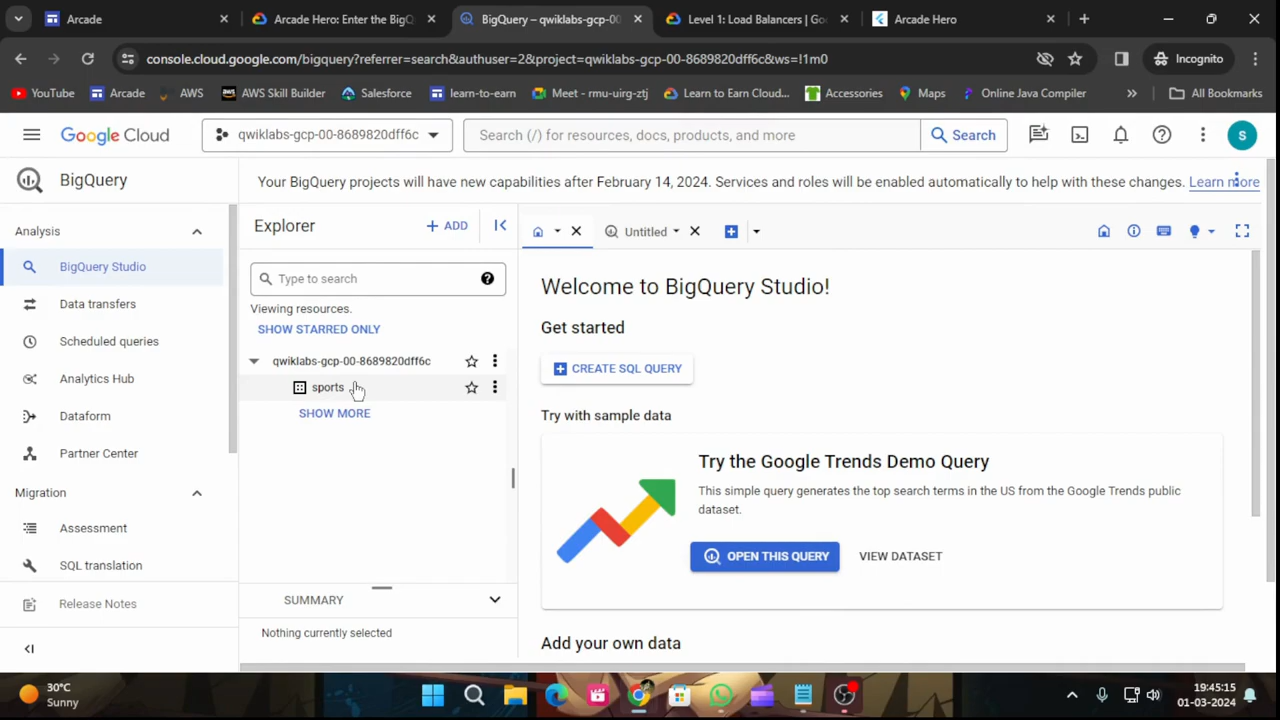 Arcade
Arcade Hero: Enter the BigQ
BigQuery – qwiklabs-gcp-00
Level 1: Load Balancers | Go
Arcade Hero
console.cloud.google.com/bigquery?referrer=search&authuser=2&project=qwiklabs-gcp-00-8689820dff6c&ws=!1m0
Incognito
YouTube
Arcade
AWS
AWS Skill Builder
Salesforce
learn-to-earn
Meet - rmu-uirg-ztj
Learn to Earn Cloud...
Accessories
Maps
Online Java Compiler
All Bookmarks
Google Cloud
qwiklabs-gcp-00-8689820dff6c
Search (/) for resources, docs, products, and more
Search
S
BigQuery
Your BigQuery projects will have new capabilities after February 14, 2024. Services and roles will be enabled automatically to help with these changes. Learn more
Analysis
BigQuery Studio
Data transfers
Scheduled queries
Analytics Hub
Dataform
Partner Center
Migration
Assessment
SQL translation
Release Notes
Explorer
+ ADD
Type to search
Viewing resources.
SHOW STARRED ONLY
qwiklabs-gcp-00-8689820dff6c
sports
SHOW MORE
SUMMARY
Nothing currently selected
Untitled
Welcome to BigQuery Studio!
Get started
CREATE SQL QUERY
Try with sample data
Try the Google Trends Demo Query
This simple query generates the top search terms in the US from the Google Trends public
dataset.
OPEN THIS QUERY
VIEW DATASET
Add your own data
30°C
Sunny
19:45:15
01-03-2024